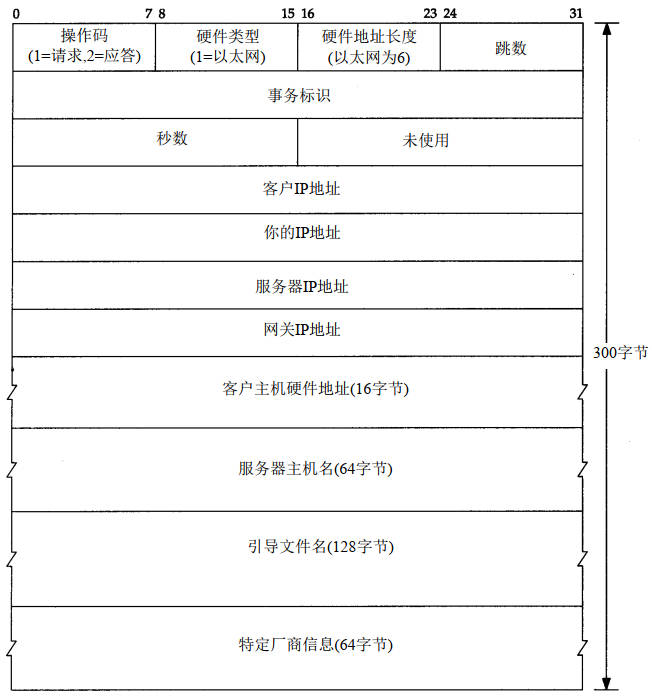 0 7 8 15 16 23 24 31
操作码 硬件类型 硬件地址长度 跳数
(1=请求,2=应答) (1=以太网) (以太网为6)
事务标识
秒数 未使用
客户IP地址
你的IP地址
服务器IP地址
网关IP地址
300字节
客户主机硬件地址(16字节)
服务器主机名(64字节)
引导文件名(128字节)
特定厂商信息(64字节)